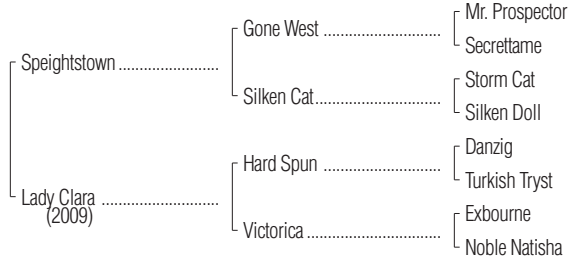 Mr. Prospector
Gone West
Secrettame
Speightstown
Storm Cat
Silken Cat
Silken Doll
Danzig
Hard Spun
Turkish Tryst
Lady Clara
(2009)
Exbourne
Victorica
Noble Natisha